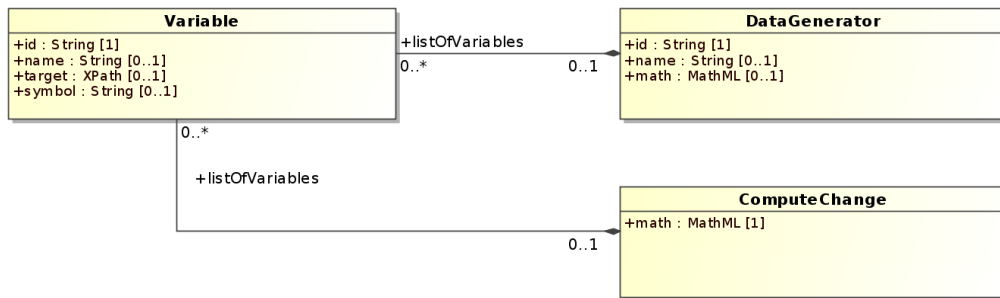 Variable
+id : String [1]
+name : String [0..1]
+target : XPath [0..1]
+symbol : String [0..1]
+listOfVariables
0..*
0..1
DataGenerator
+id : String [1]
+name : String [0..1]
+math : MathML [0..1]
0..*
+listOfVariables
0..1
ComputeChange
+math : MathML [1]